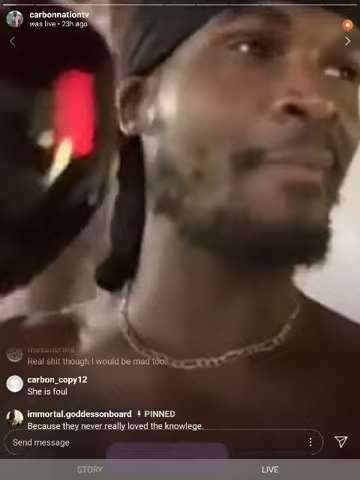 carbonnationtv
was live • 23h ago
Real shit though I would be mad too.
carbon_copy12
She is foul
immortal.goddessonboard PINNED
Because they never really loved the knowlege.
Send message
STORY
LIVE